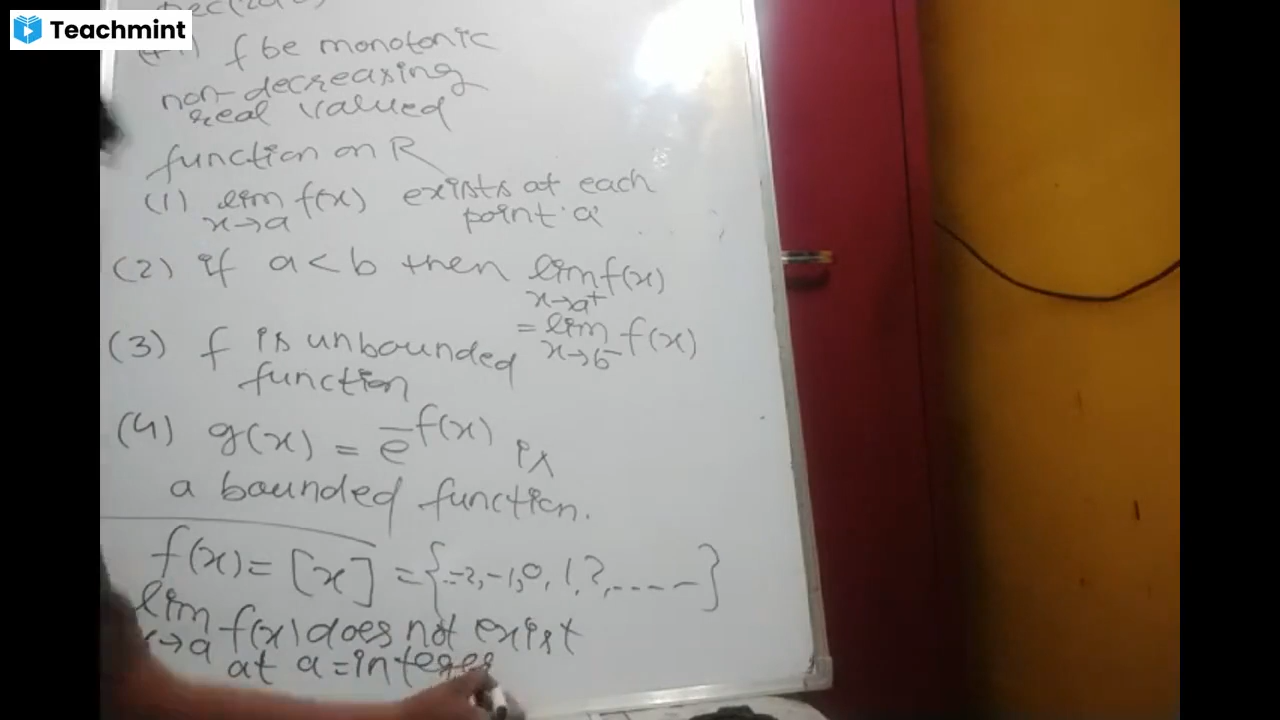 Teachmint
f be monotonic
non-decreasing
real valued
function on R
(1) lim f(x) exists at each
x→a point 'a'
(2) if a<b then lim f(x)
x→a+
= lim f(x)
x→b-
(3) f is unbounded
function
(4) g(x) = e^-f(x) is
a bounded function.
f(x) = [x] = {..-2,-1,0,1,2,.....-}
lim f(x) does not exist
x→a
at a=integer